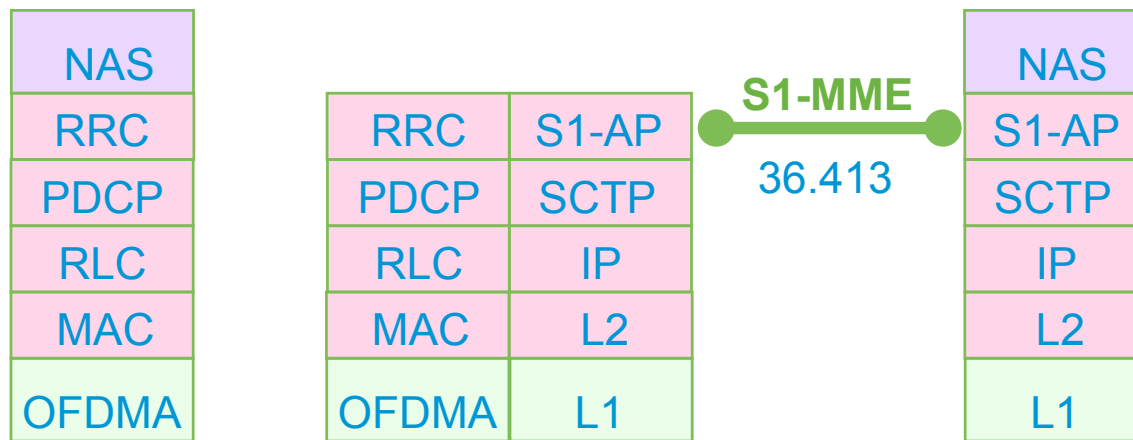 NAS
RRC
PDCP
RLC
MAC
OFDMA
RRC S1-AP
PDCP SCTP
RLC IP
MAC L2
OFDMA L1
S1-MME
36.413
NAS
S1-AP
SCTP
IP
L2
L1